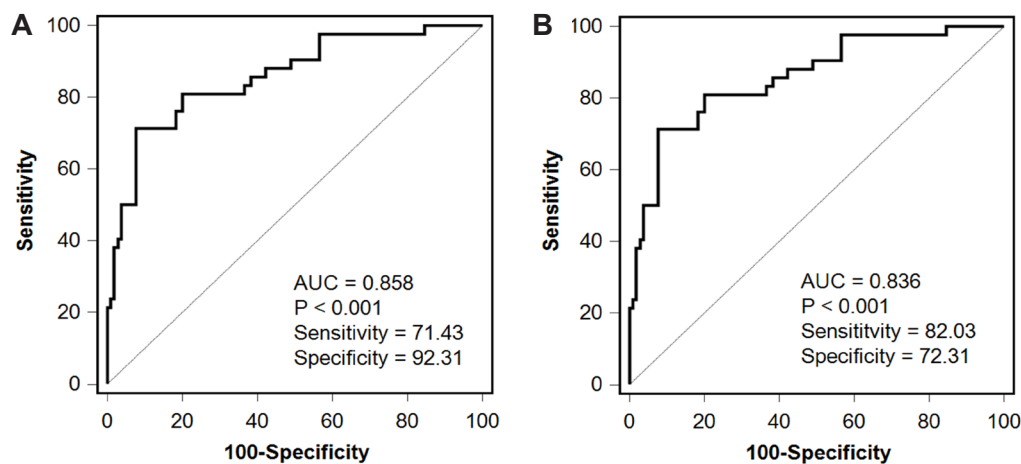 A
Sensitivity
100
80
60
40
20
0
AUC = 0.858
P < 0.001
Sensitivity = 71.43
Specificity = 92.31
0 20 40 60 80 100
100-Specificity
B
Sensitivity
100
80
60
40
20
0
AUC = 0.836
P < 0.001
Sensititvity = 82.03
Specificity = 72.31
0 20 40 60 80 100
100-Specificity